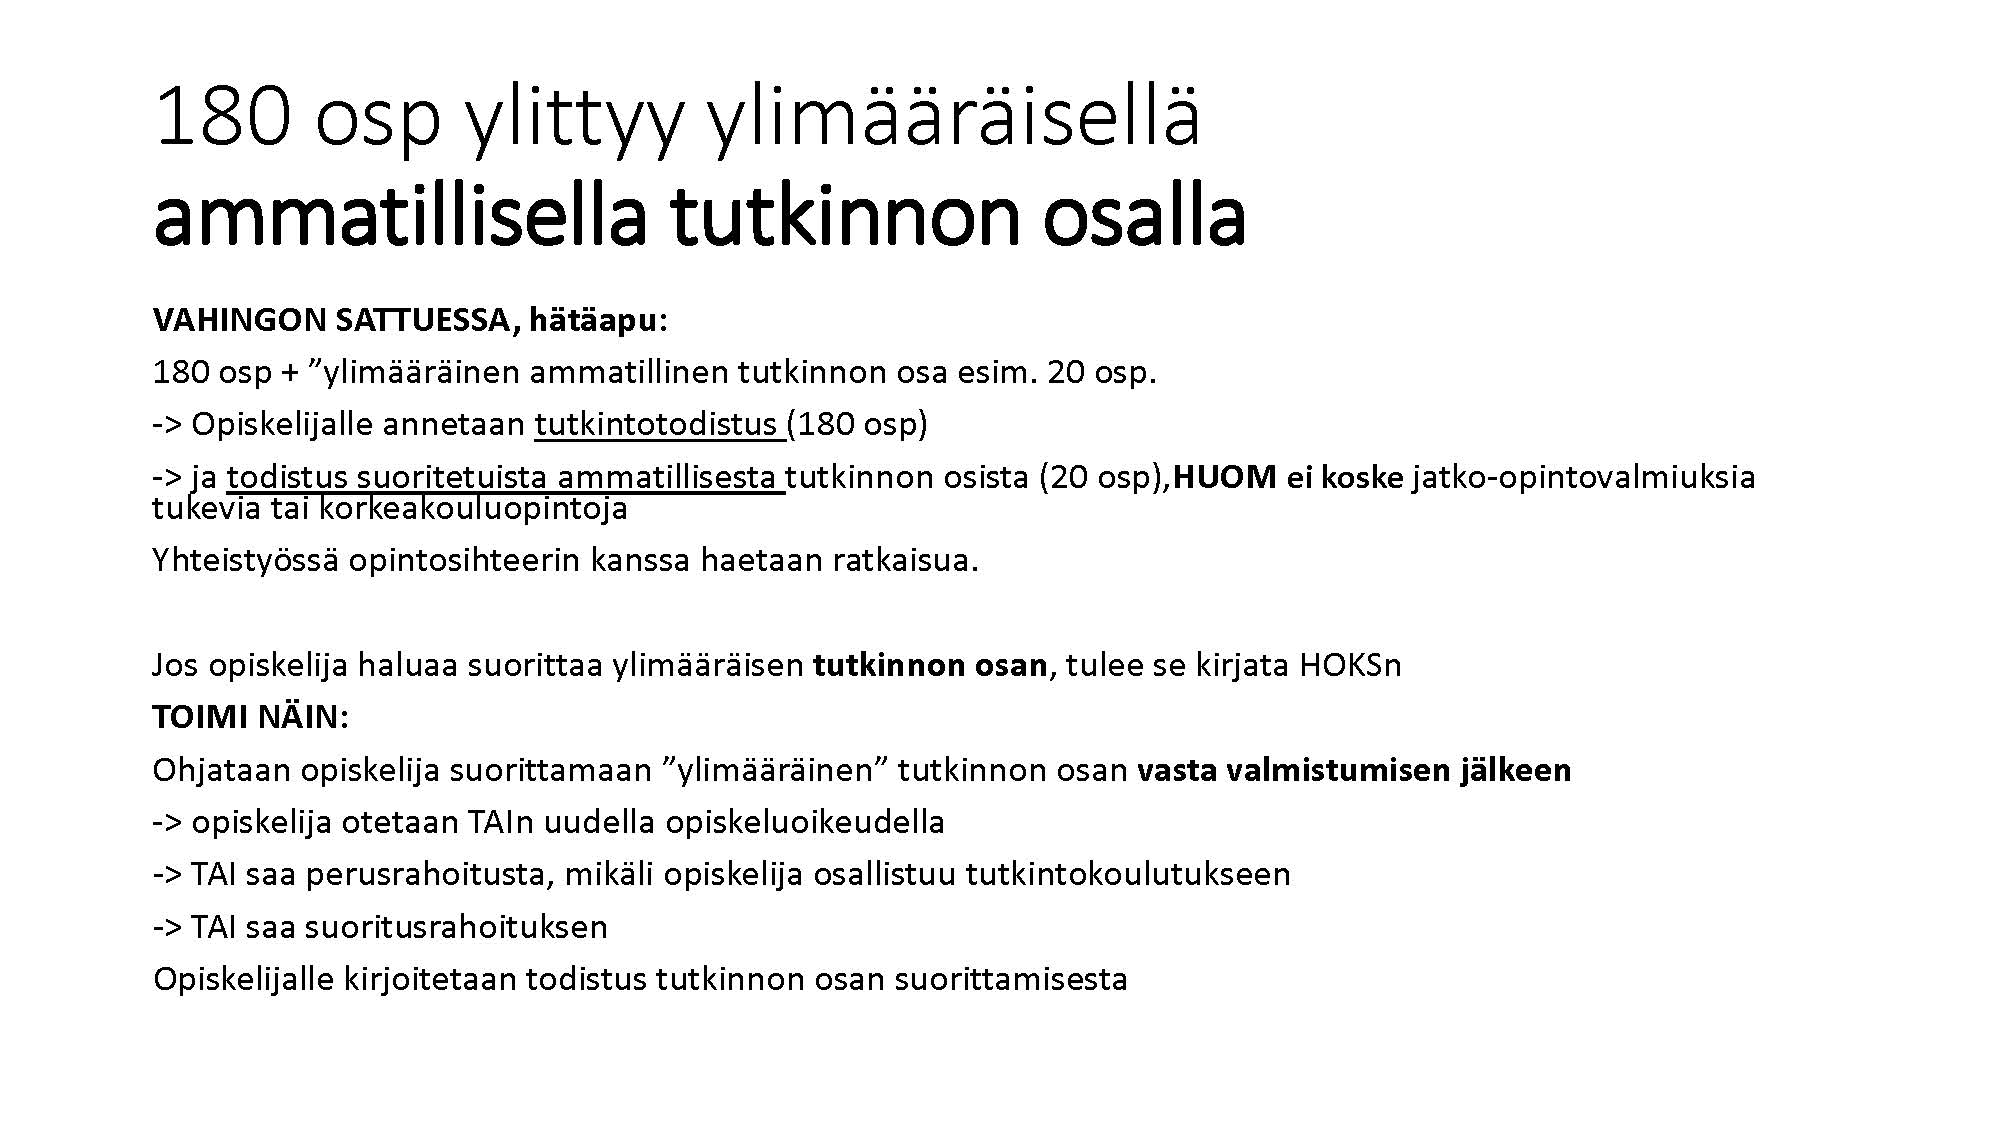 180 osp ylittyy ylimääräisellä
ammatillisella tutkinnon osalla
VAHINGON SATTUESSA, hätäapu:
180 osp + ”ylimääräinen ammatillinen tutkinnon osa esim. 20 osp.
-> Opiskelijalle annetaan tutkintotodistus (180 osp)
-> ja todistus suoritetuista ammatillisesta tutkinnon osista (20 osp),HUOM ei koske jatko-opintovalmiuksia
tukevia tai korkeakouluopintoja
Yhteistyössä opintosihteerin kanssa haetaan ratkaisua.
Jos opiskelija haluaa suorittaa ylimääräisen tutkinnon osan, tulee se kirjata HOKSn
TOIMI NÄIN:
Ohjataan opiskelija suorittamaan ”ylimääräinen” tutkinnon osan vasta valmistumisen jälkeen
-> opiskelija otetaan TAIn uudella opiskeluoikeudella
-> TAI saa perusrahoitusta, mikäli opiskelija osallistuu tutkintokoulutukseen
-> TAI saa suoritusrahoituksen
Opiskelijalle kirjoitetaan todistus tutkinnon osan suorittamisesta